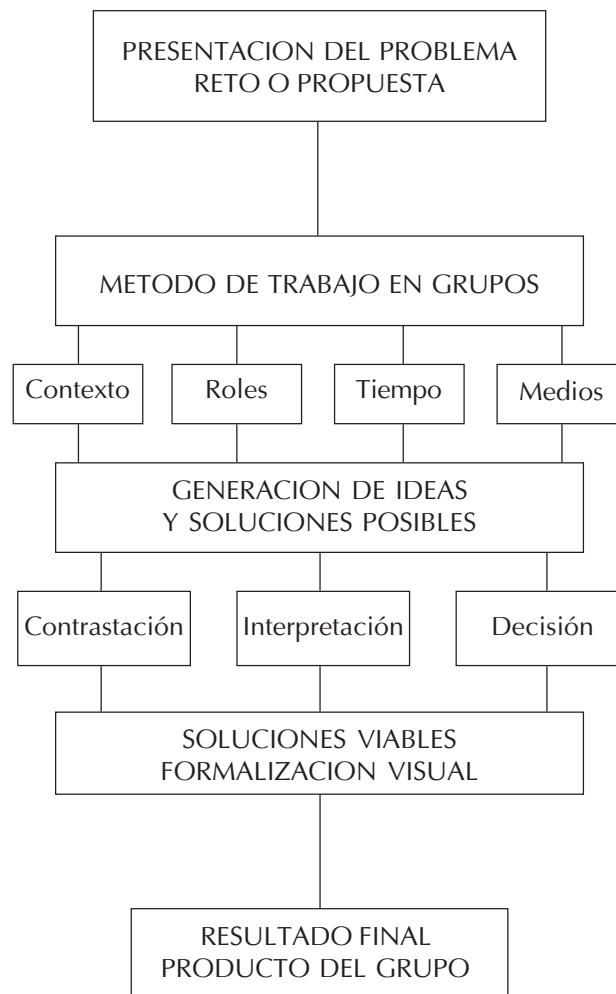 PRESENTACION DEL PROBLEMA
RETO O PROPUESTA
METODO DE TRABAJO EN GRUPOS
Contexto
Roles
Tiempo
Medios
GENERACION DE IDEAS
Y SOLUCIONES POSIBLES
Contrastación
Interpretación
Decisión
SOLUCIONES VIABLES
FORMALIZACION VISUAL
RESULTADO FINAL
PRODUCTO DEL GRUPO